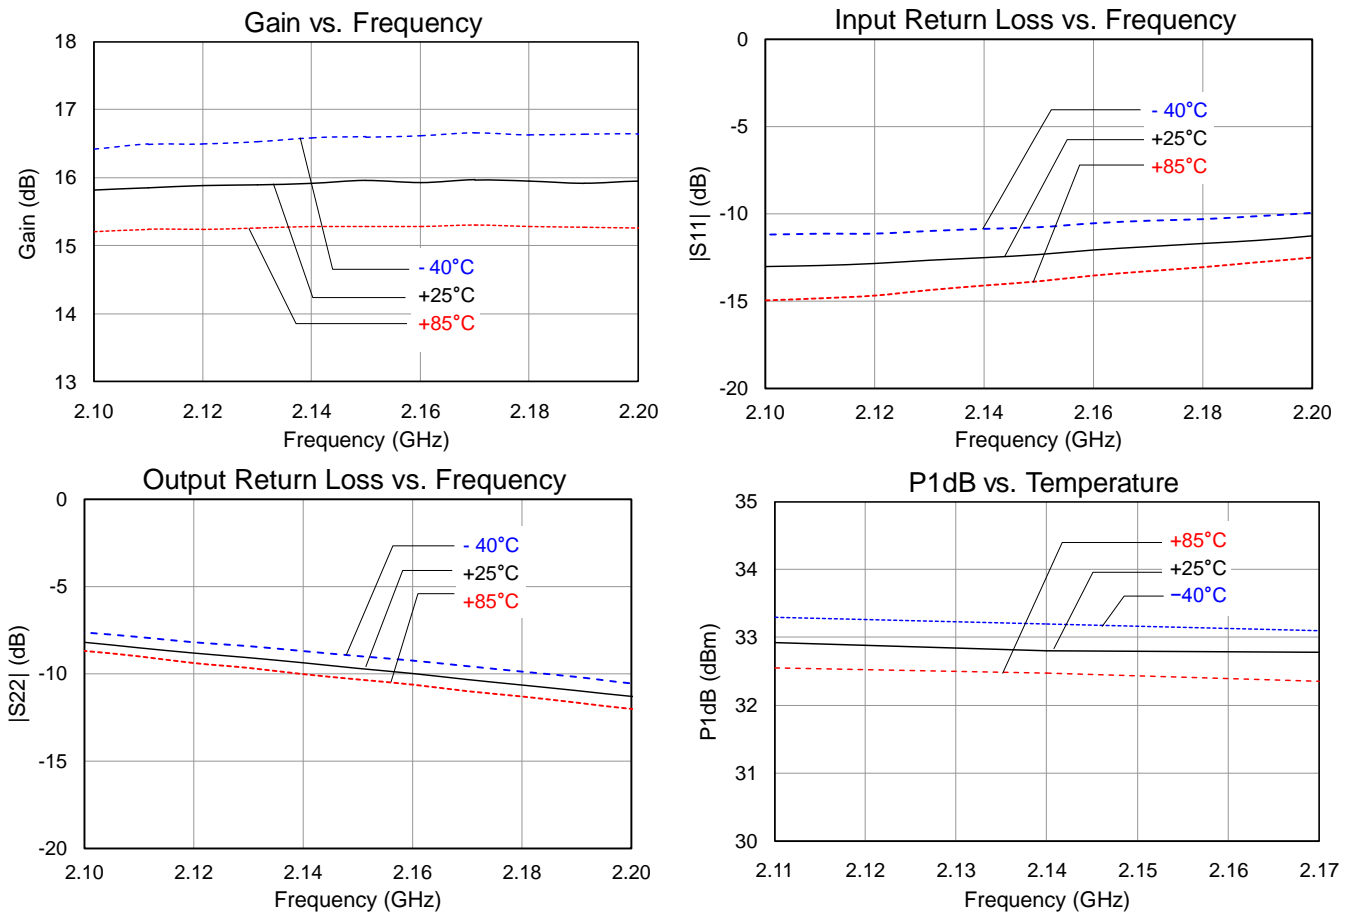 Gain vs. Frequency
18
17
16
15
14
13
Gain (dB)
- 40°C
+25°C
+85°C
2.10 2.12 2.14 2.16 2.18 2.20
Frequency (GHz)
Input Return Loss vs. Frequency
0
-5
-10
-15
-20
|S11| (dB)
- 40°C
+25°C
+85°C
2.10 2.12 2.14 2.16 2.18 2.20
Frequency (GHz)
Output Return Loss vs. Frequency
0
-5
-10
-15
-20
|S22| (dB)
- 40°C
+25°C
+85°C
2.10 2.12 2.14 2.16 2.18 2.20
Frequency (GHz)
P1dB vs. Temperature
35
34
33
32
31
30
P1dB (dBm)
+85°C
+25°C
−40°C
2.11 2.12 2.13 2.14 2.15 2.16 2.17
Frequency (GHz)